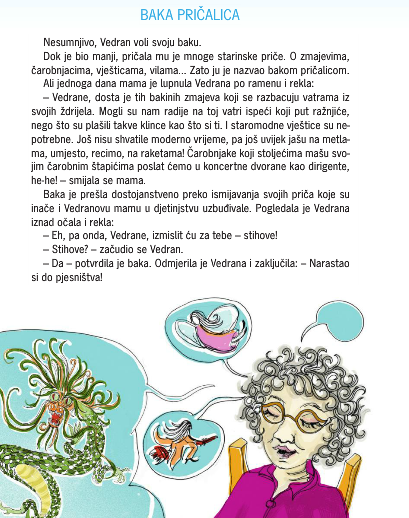 BAKA PRIČALICA
Nesumnjivo, Vedran voli svoju baku.
Dok je bio manji, pričala mu je mnoge starinske priče. O zmajevima,
čarobnjacima, vješticama, vilama... Zato ju je nazvao bakom pričalicom.
Ali jednoga dana mama je lupnula Vedrana po ramenu i rekla:
– Vedrane, dosta je tih bakinih zmajeva koji se razbacuju vatrama iz
svojih ždrijela. Mogli su nam radije na toj vatri ispeći koji put ražnjiće,
nego što su plašili takve klince kao što si ti. I staromodne vještice su ne-
potrebne. Još nisu shvatile moderno vrijeme, pa još uvijek jašu na metla-
ma, umjesto, recimo, na raketama! Čarobnjake koji stoljećima mašu svo-
jim čarobnim štapićima poslat ćemo u koncertne dvorane kao dirigente,
he-he! – smijala se mama.
Baka je prešla dostojanstveno preko ismijavanja svojih priča koje su
inače i Vedranovu mamu u djetinjstvu uzbuđivale. Pogledala je Vedrana
iznad očala i rekla:
– Eh, pa onda, Vedrane, izmislit ću za tebe – stihove!
– Stihove? – začudio se Vedran.
– Da – potvrdila je baka. Odmjerila je Vedrana i zaključila: – Narastao
si do pjesništva!